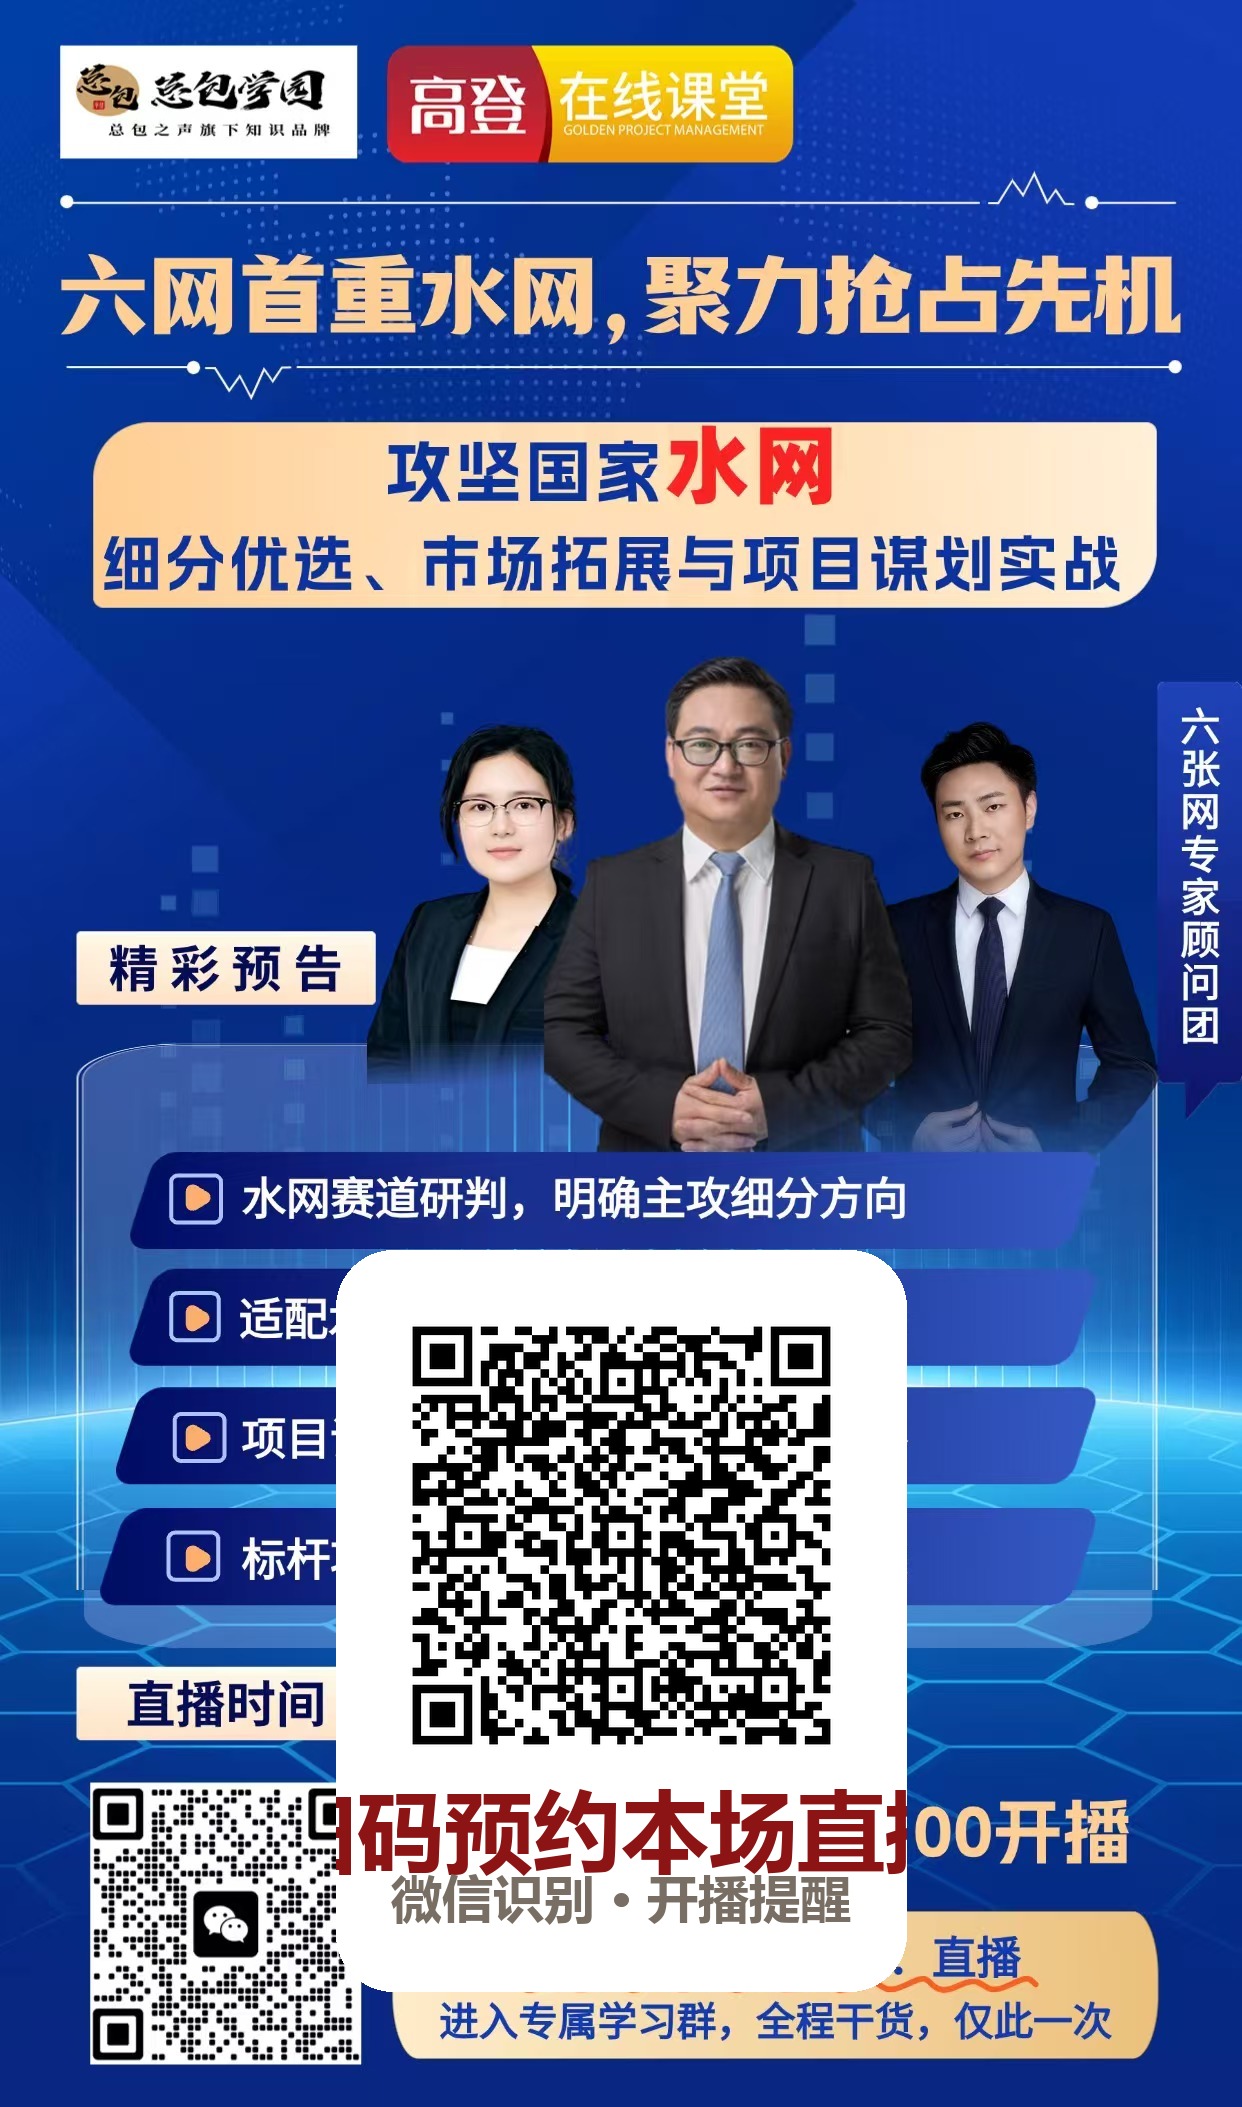 总包
总包学园
总包之声旗下知识品牌
高登
在线课堂
GOLDEN PROJECT MANAGEMENT
六网首重水网，聚力抢占先机
攻坚国家水网
细分优选、市场拓展与项目谋划实战
六张网专家顾问团
精彩预告
水网赛道研判，明确主攻细分方向
适配
项目
标杆
直播时间
码预约本场直
00开播
微信识别·开播提醒
直播
进入专属学习群，全程干货，仅此一次